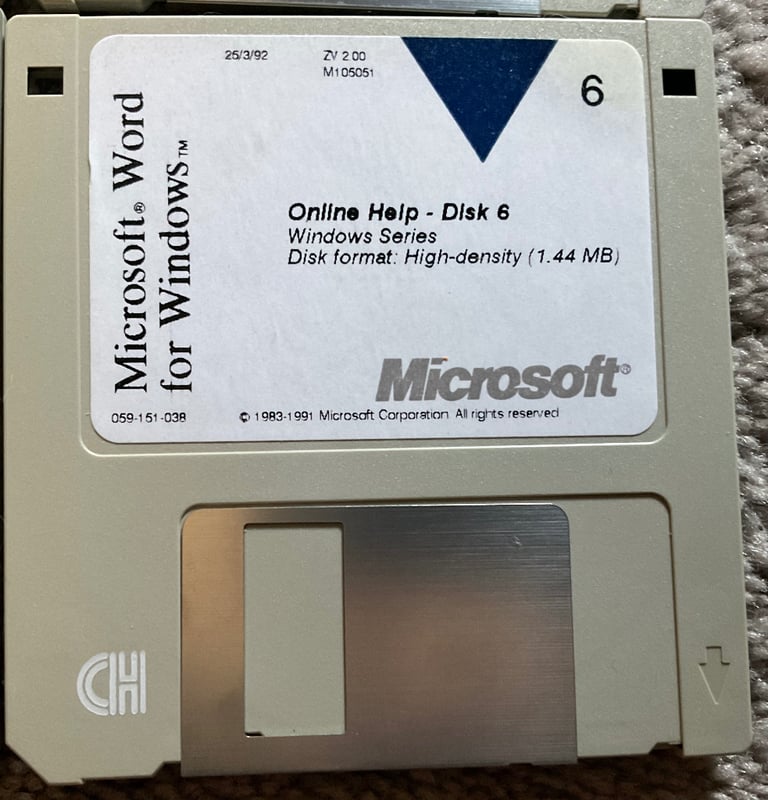 25/3/92 ZV 2.00
M105051
6
Microsoft® Word
for Windows™
Online Help - Disk 6
Windows Series
Disk format: High-density (1.44 MB)
Microsoft®
059-151-038 © 1983-1991 Microsoft Corporation. All rights reserved
CH